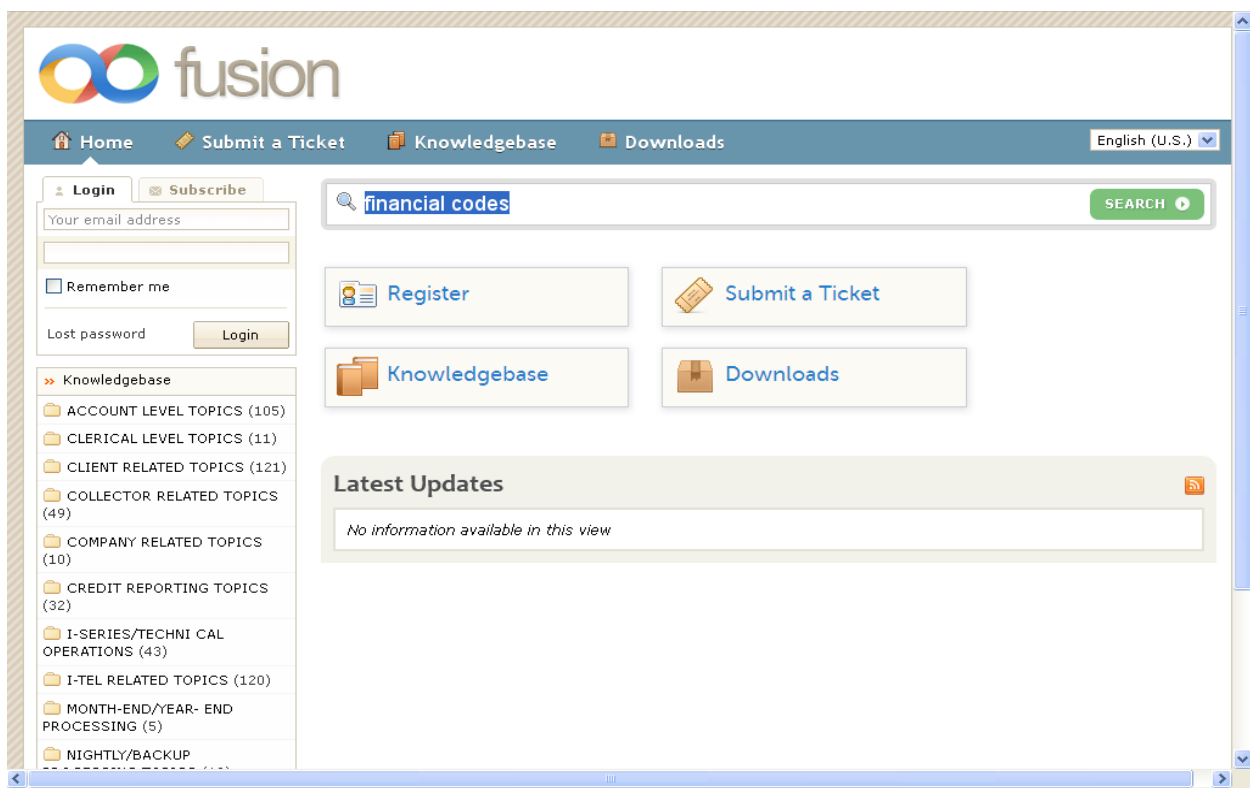 fusion
Home Submit a Ticket Knowledgebase Downloads English (U.S.)
Login Subscribe
Your email address
Remember me
Lost password Login
financial codes SEARCH
Register Submit a Ticket
Knowledgebase Downloads
Latest Updates
No information available in this view
Knowledgebase
ACCOUNT LEVEL TOPICS (105)
CLERICAL LEVEL TOPICS (11)
CLIENT RELATED TOPICS (121)
COLLECTOR RELATED TOPICS
(49)
COMPANY RELATED TOPICS
(10)
CREDIT REPORTING TOPICS
(32)
I-SERIES/TECHNI CAL
OPERATIONS (43)
I-TEL RELATED TOPICS (120)
MONTH-END/YEAR- END
PROCESSING (5)
NIGHTLY/BACKUP